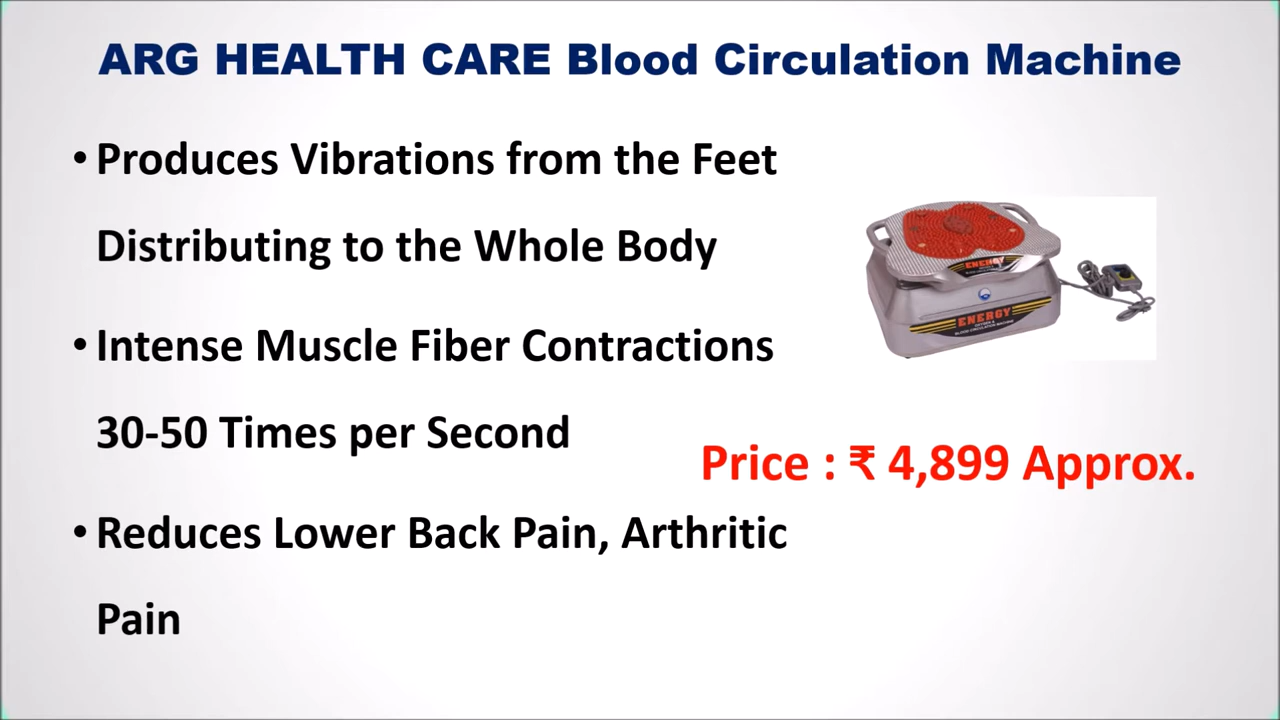 ARG HEALTH CARE Blood Circulation Machine
• Produces Vibrations from the Feet
Distributing to the Whole Body
• Intense Muscle Fiber Contractions
30-50 Times per Second
• Reduces Lower Back Pain, Arthritic
Pain
ENERGY
ENERGY
BLOOD CIRCULATION MACHINE
Price : ₹ 4,899 Approx.